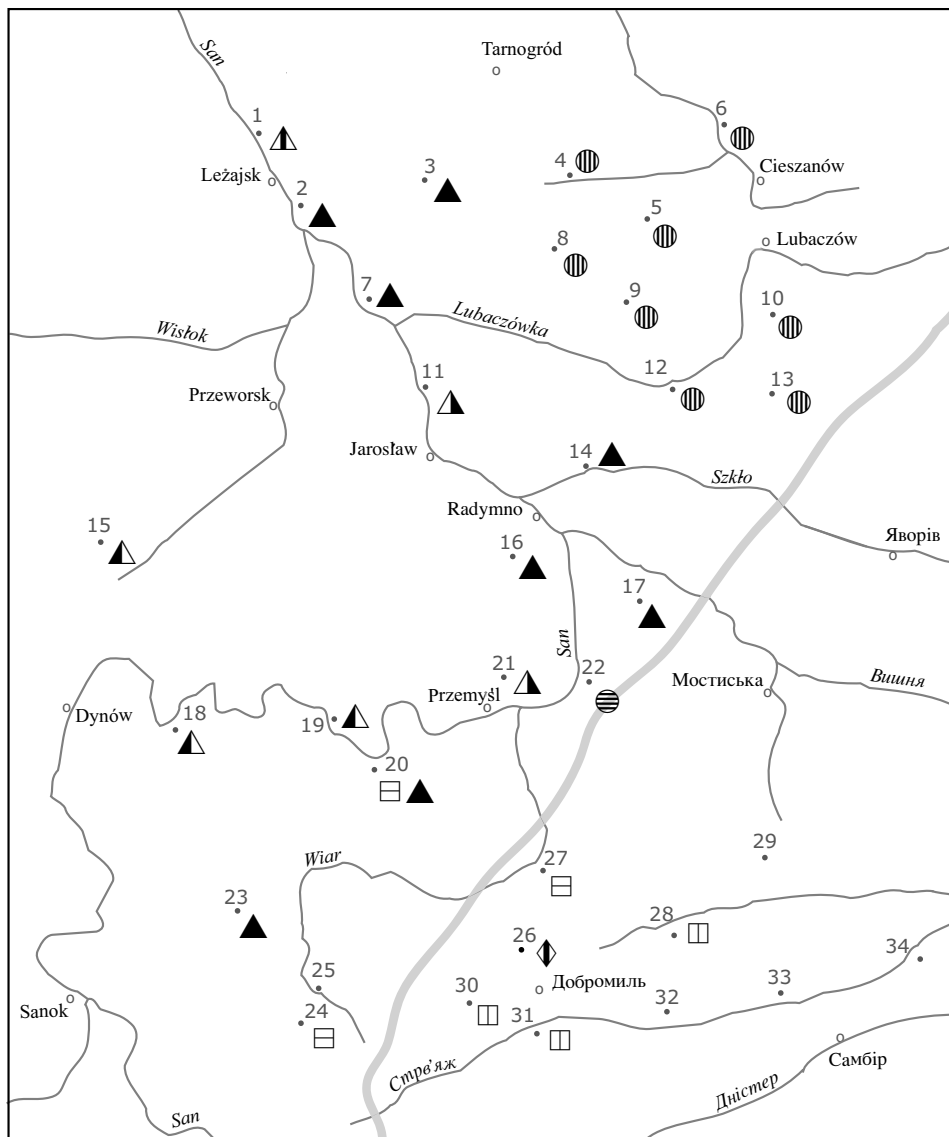 San
Tarnogród
1
6
Leżajsk
3
4
Cieszanów
2
5
Lubaczów
8
7
9
10
Lubaczówka
Wisłok
11
12
13
Przeworsk
Jarosław
14
Szkło
Radymno
15
16
Яворів
17
San
21
22
Przemyśl
Мостиська
Вишня
Dynów
18
19
20
Wiar
27
29
23
28
26
34
25
30
Добромиль
33
Sanok
24
31
32
Стрв'яж
Самбір
San
Дністер